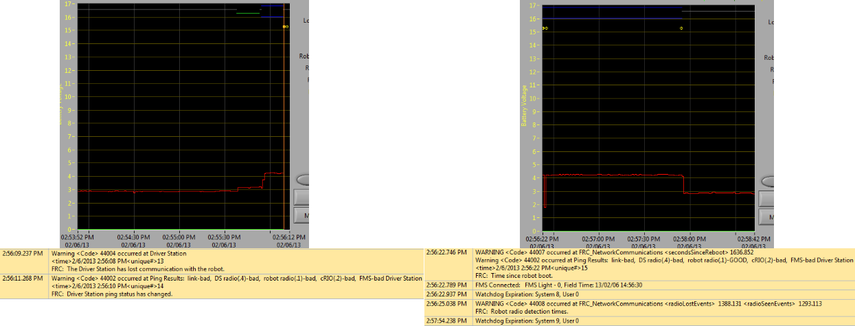 17-
16-
15-
14-
13-
12-
11-
10-
9-
8-
7-
6-
5-
4-
3-
2-
1-
0-
Battery Voltage
02:53:52 PM 02:54:30 PM 02:55:00 PM 02:55:30 PM 02:56:12 PM
02/06/13 02/06/13 02/06/13 02/06/13 02/06/13
17-
16-
15-
14-
13-
12-
11-
10-
9-
8-
7-
6-
5-
4-
3-
2-
1-
0-
Battery Voltage
02:56:22 PM 02:57:00 PM 02:57:30 PM 02:58:00 PM 02:58:42 PM
02/06/13 02/06/13 02/06/13 02/06/13 02/06/13
2:56:09.237 PM Warning <Code> 44004 occurred at Driver Station
<time>2/6/2013 2:56:08 PM<unique#>13
FRC: The Driver Station has lost communication with the robot.
2:56:11.288 PM Warning <Code> 44002 occurred at Ping Results: link-bad, DS radio(.4)-bad, robot radio(.1)-bad, cRIO(.2)-bad, FMS-bad Driver Station
<time>2/6/2013 2:56:10 PM<unique#>14
FRC: Driver Station ping status has changed.
2:56:22.746 PM WARNING <Code> 44007 occurred at FRC_NetworkCommunications <secondsSinceReboot> 1636.852
Warning <Code> 44002 occurred at Ping Results: link-bad, DS radio(.4)-bad, robot radio(.1)-GOOD, cRIO(.2)-bad, FMS-bad Driver Station
<time>2/6/2013 2:56:22 PM<unique#>15
FRC: Time since robot boot.
2:56:22.789 PM FMS Connected: FMS Light - 0, Field Time: 13/02/06 14:56:30
2:56:22.937 PM Watchdog Expiration: System 8, User 0
2:56:25.038 PM WARNING <Code> 44008 occurred at FRC_NetworkCommunications <radioLostEvents> 1388.131 <radioSeenEvents> 1293.113
FRC: Robot radio detection times.
2:57:54.238 PM Watchdog Expiration: System 9, User 0